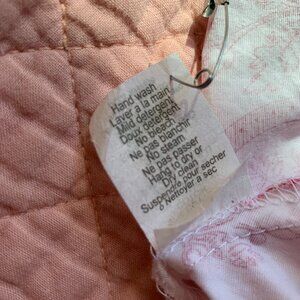 Hand wash
Laver a la main
Mild detergent
Doux detergent
No bleach
Ne pas blanchir
No steam
Ne pas passer
Hang to dry or
Dry clean
Suspendre pour secher
o Nettoyer a sec